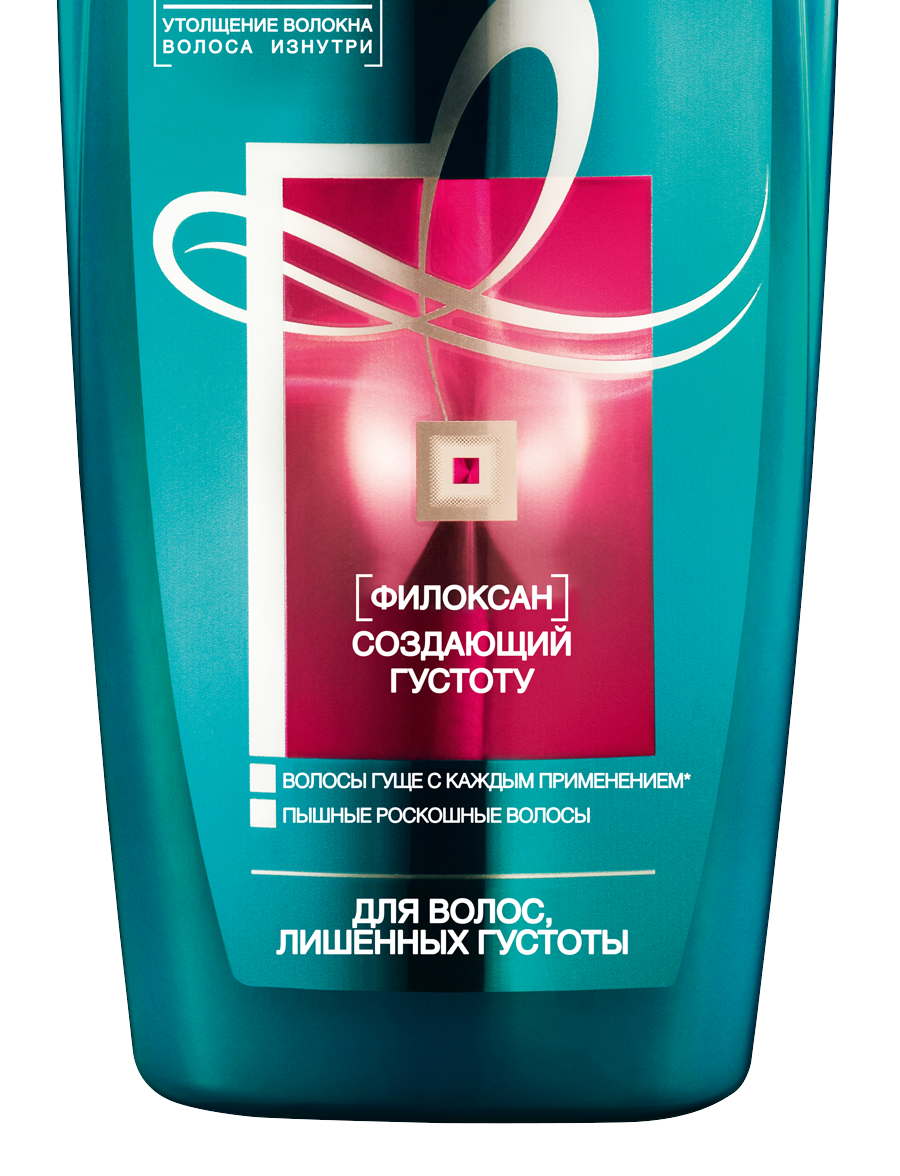 УТОЛЩЕНИЕ ВОЛОКНА
ВОЛОСА ИЗНУТРИ
[ФИЛОКСАН]
СОЗДАЮЩИЙ
ГУСТОТУ
ВОЛОСЫ ГУЩЕ С КАЖДЫМ ПРИМЕНЕНИЕМ*
ПЫШНЫЕ РОСКОШНЫЕ ВОЛОСЫ
ДЛЯ ВОЛОС,
ЛИШЕННЫХ ГУСТОТЫ